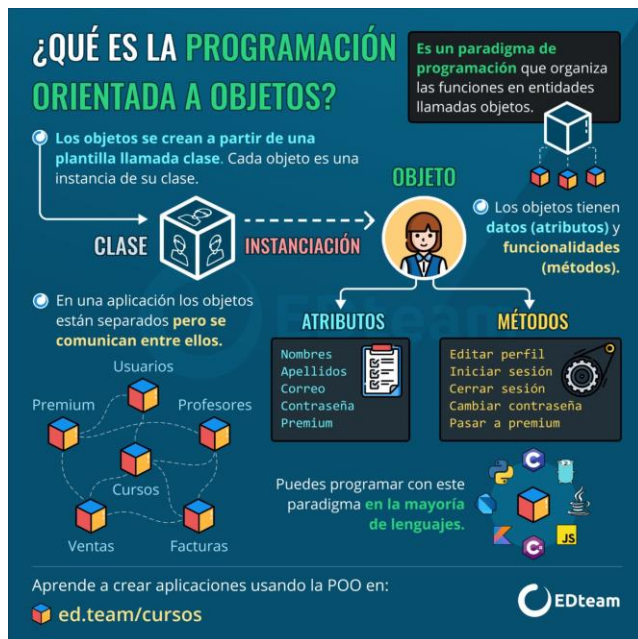 ¿QUÉ ES LA PROGRAMACIÓN
ORIENTADA A OBJETOS?
Es un paradigma de
programación que organiza
las funciones en entidades
llamadas objetos.
Los objetos se crean a partir de una
plantilla llamada clase. Cada objeto es una
instancia de su clase.
OBJETO
CLASE
INSTANCIACIÓN
Los objetos tienen
datos (atributos) y
funcionalidades
(métodos).
En una aplicación los objetos
están separados pero se
comunican entre ellos.
EDteam
ATRIBUTOS
Nombres
Apellidos
Correo
Contraseña
Premium
MÉTODOS
Editar perfil
Iniciar sesión
Cerrar sesión
Cambiar contraseña
Pasar a premium
Usuarios
Premium
Profesores
Cursos
Ventas
Facturas
Puedes programar con este
paradigma en la mayoría
de lenguajes.
C
JS
C
Aprende a crear aplicaciones usando la POO en:
ed.team/cursos
EDteam